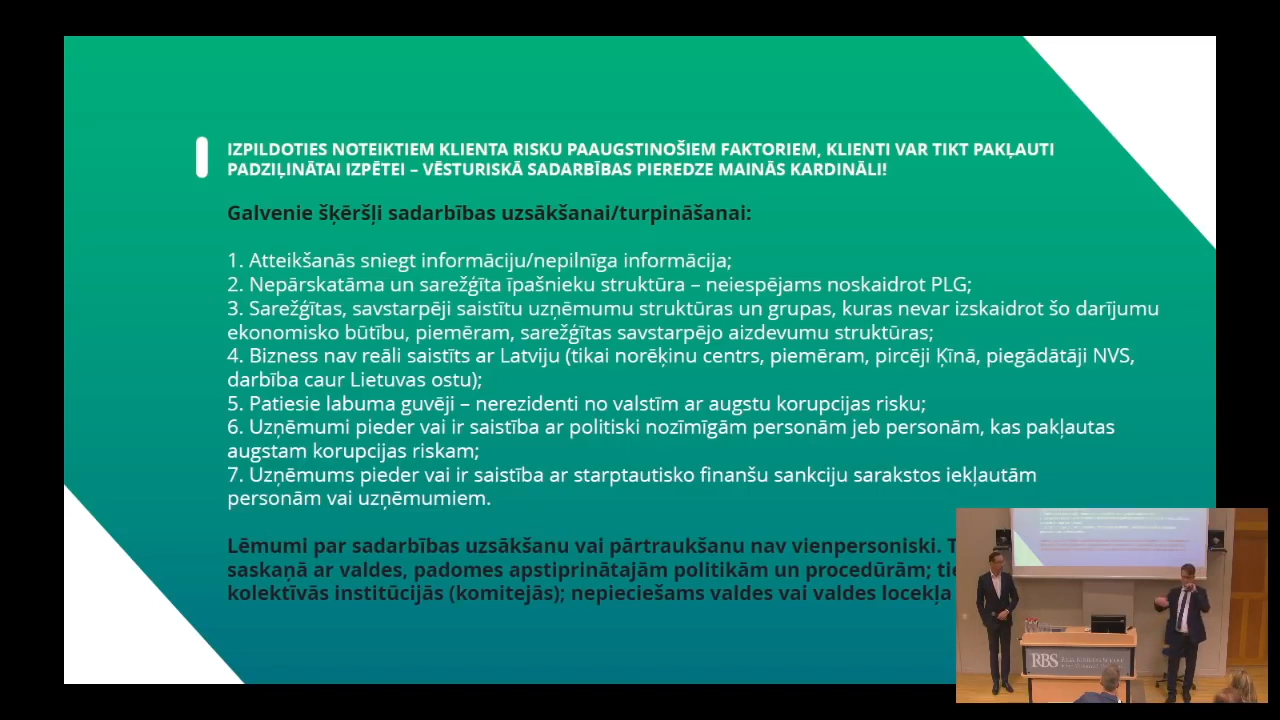 IZPILDOTIES NOTEIKTIEM KLIENTA RISKU PAAUGSTINOŠIEM FAKTORIEM, KLIENTI VAR TIKT PAKĻAUTI
PADZIĻINĀTAI IZPĒTEI – VĒSTURISKĀ SADARBĪBAS PIEREDZE MAINĀS KARDINĀLI!
Galvenie šķēršļi sadarbības uzsākšanai/turpināšanai:
1. Atteikšanās sniegt informāciju/nepilnīga informācija;
2. Nepārskatāma un sarežģīta īpašnieku struktūra – neiespējams noskaidrot PLG;
3. Sarežģītas, savstarpēji saistītu uzņēmumu struktūras un grupas, kuras nevar izskaidrot šo darījumu
ekonomisko būtību, piemēram, sarežģītas savstarpējo aizdevumu struktūras;
4. Bizness nav reāli saistīts ar Latviju (tikai norēķinu centrs, piemēram, pircēji Ķīnā, piegādātāji NVS,
darbība caur Lietuvas ostu);
5. Patiesie labuma guvēji – nerezidenti no valstīm ar augstu korupcijas risku;
6. Uzņēmumi pieder vai ir saistība ar politiski nozīmīgām personām jeb personām, kas pakļautas
augstam korupcijas riskam;
7. Uzņēmums pieder vai ir saistība ar starptautisko finanšu sankciju sarakstos iekļautām
personām vai uzņēmumiem.
Lēmumi par sadarbības uzsākšanu vai pārtraukšanu nav vienpersoniski.
saskaņā ar valdes, padomes apstiprinātajām politikām un procedūrām;
kolektīvās institūcijās (komitejās); nepieciešams valdes vai valdes locekļa
RBS